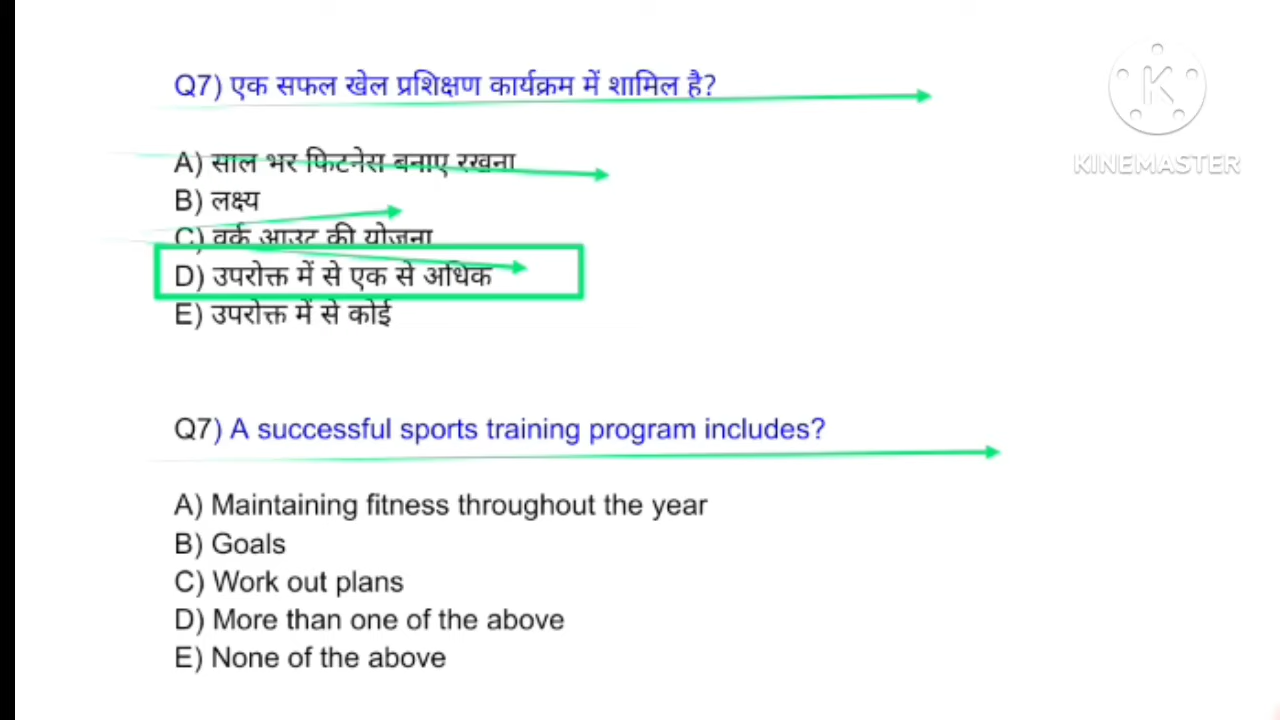 Q7) एक सफल खेल प्रशिक्षण कार्यक्रम में शामिल है?
KINEMASTER
A) साल भर फिटनेस बनाए रखना
B) लक्ष्य
C) वर्क आउट की योजना
D) उपरोक्त में से एक से अधिक
E) उपरोक्त में से कोई
Q7) A successful sports training program includes?
A) Maintaining fitness throughout the year
B) Goals
C) Work out plans
D) More than one of the above
E) None of the above